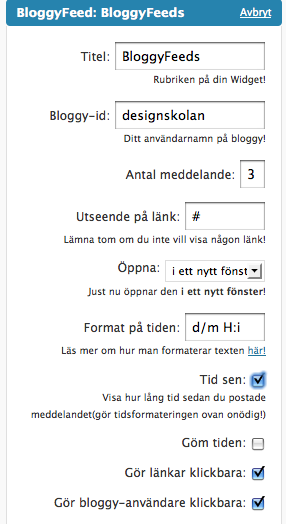 BloggyFeed: BloggyFeeds Avbryt
Titel: BloggyFeeds
Rubriken på din Widget!
Bloggy-id: designskolan
Ditt användarnamn på bloggy!
Antal meddelande: 3
Utseende på länk: #
Lämna tom om du inte vill visa någon länk!
Öppna: i ett nytt fönst
Just nu öppnar den i ett nytt fönster!
Format på tiden: d/m H:i
Läs mer om hur man formaterar texten här!
Tid sen:
Visa hur lång tid sedan du postade
meddelandet(gör tidsformateringen ovan onödig!)
Göm tiden:
Gör länkar klickbara:
Gör bloggy-användare klickbara: